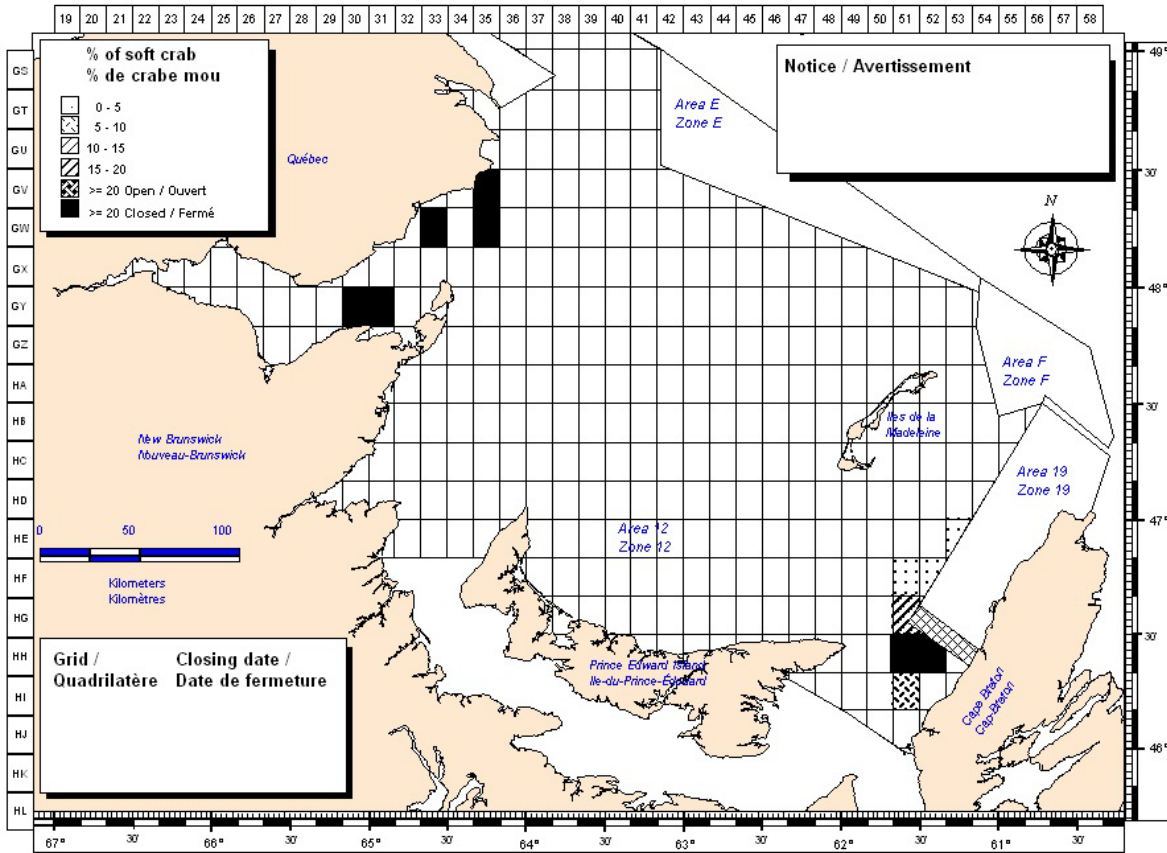 19 20 21 22 23 24 25 26 27 28 29 30 31 32 33 34 35 36 37 38 39 40 41 42 43 44 45 46 47 48 49 50 51 52 53 54 55 56 57 58
% of soft crab
% de crabe mou
0 - 5
5 - 10
10 - 15
15 - 20
>= 20 Open / Ouvert
>= 20 Closed / Fermé
Notice / Avertissement
GS
GT
GU
GV
GW
GX
GY
GZ
HA
HB
HC
HD
HE
HF
HG
HH
HI
HJ
HK
HL
49°
30'
48°
30'
47°
30'
46°
N
Area E
Zone E
Québec
Area F
Zone F
Iles de la
Madeleine
New Brunswick
Nouveau-Brunswick
Area 19
Zone 19
Area 12
Zone 12
0 50 100
Kilometers
Kilomètres
Prince Edward Island
Ile-du-Prince-Édouard
Cape Breton
Cap-Breton
Grid / Closing date /
Quadrilatère Date de fermeture
67° 30' 66° 30' 65° 30' 64° 30' 63° 30' 62° 30' 61° 30'